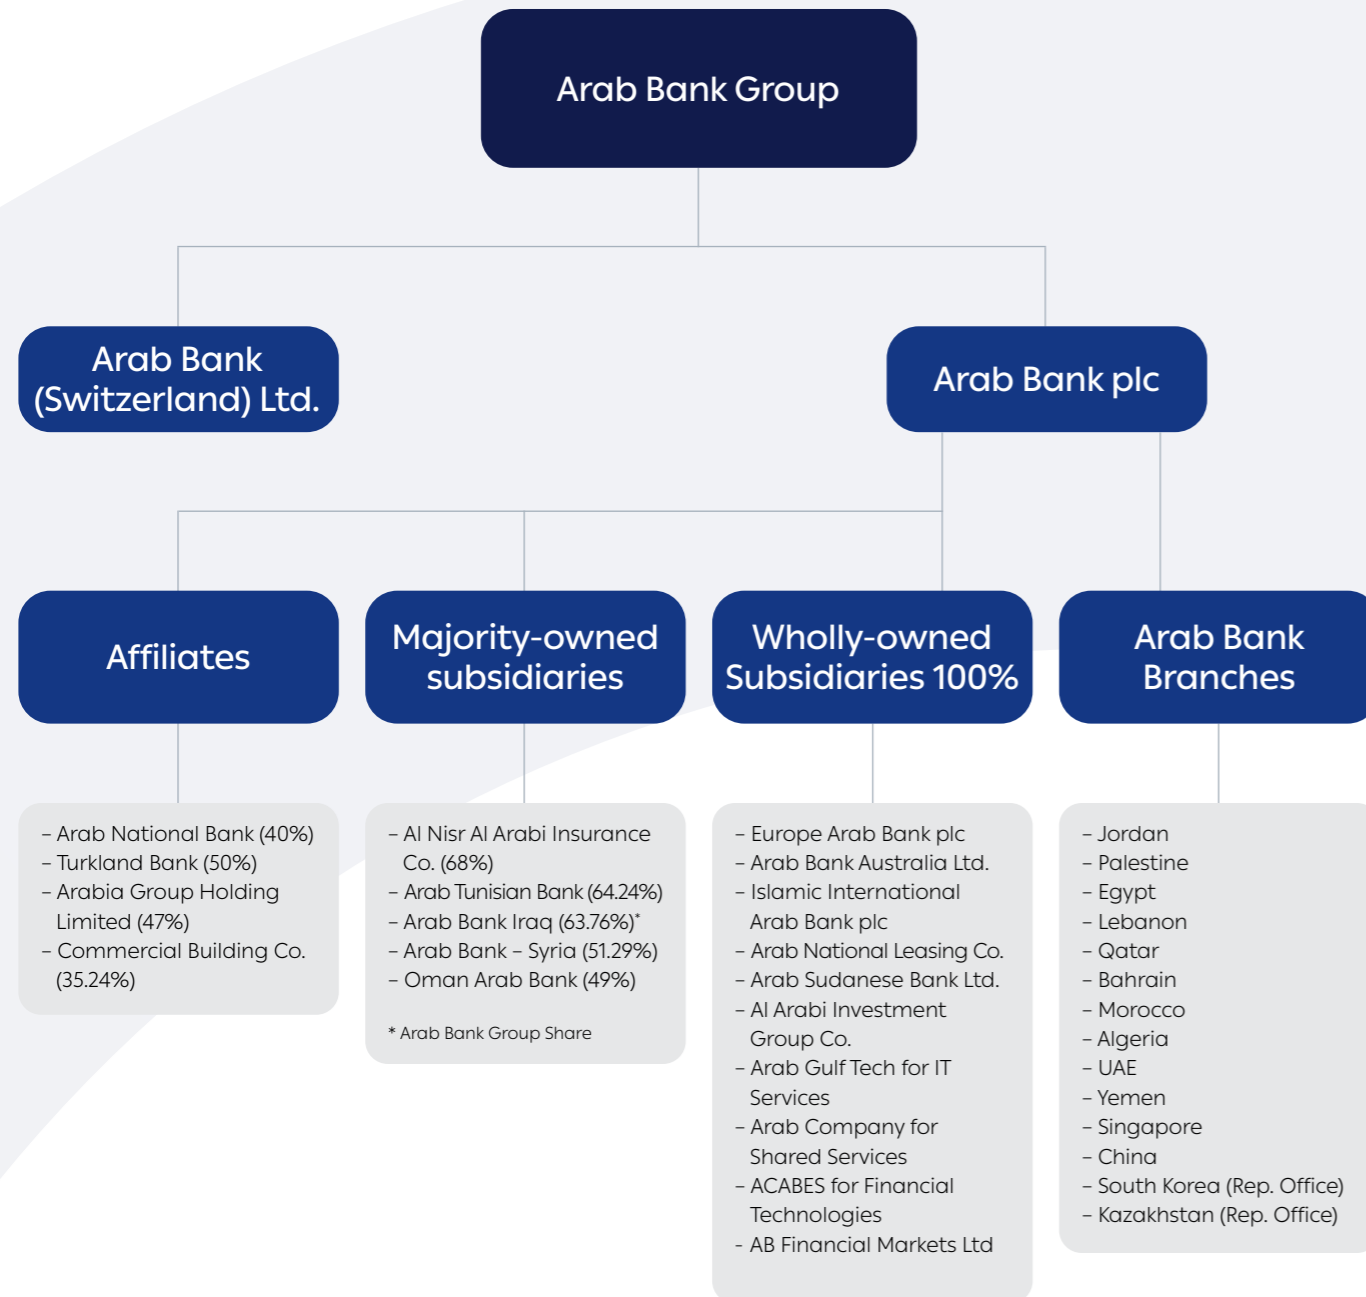 Arab Bank Group
Arab Bank
(Switzerland) Ltd.
Arab Bank plc
Affiliates
Majority-owned
subsidiaries
Wholly-owned
Subsidiaries 100%
Arab Bank
Branches
– Arab National Bank (40%)
– Turkland Bank (50%)
– Arabia Group Holding
Limited (47%)
– Commercial Building Co.
(35.24%)
– Al Nisr Al Arabi Insurance
Co. (68%)
– Arab Tunisian Bank (64.24%)
– Arab Bank Iraq (63.76%)*
– Arab Bank – Syria (51.29%)
– Oman Arab Bank (49%)
* Arab Bank Group Share
– Europe Arab Bank plc
– Arab Bank Australia Ltd.
– Islamic International
Arab Bank plc
– Arab National Leasing Co.
– Arab Sudanese Bank Ltd.
– Al Arabi Investment
Group Co.
– Arab Gulf Tech for IT
Services
– Arab Company for
Shared Services
– ACABES for Financial
Technologies
- AB Financial Markets Ltd
– Jordan
– Palestine
– Egypt
– Lebanon
– Qatar
– Bahrain
– Morocco
– Algeria
– UAE
– Yemen
– Singapore
– China
– South Korea (Rep. Office)
– Kazakhstan (Rep. Office)